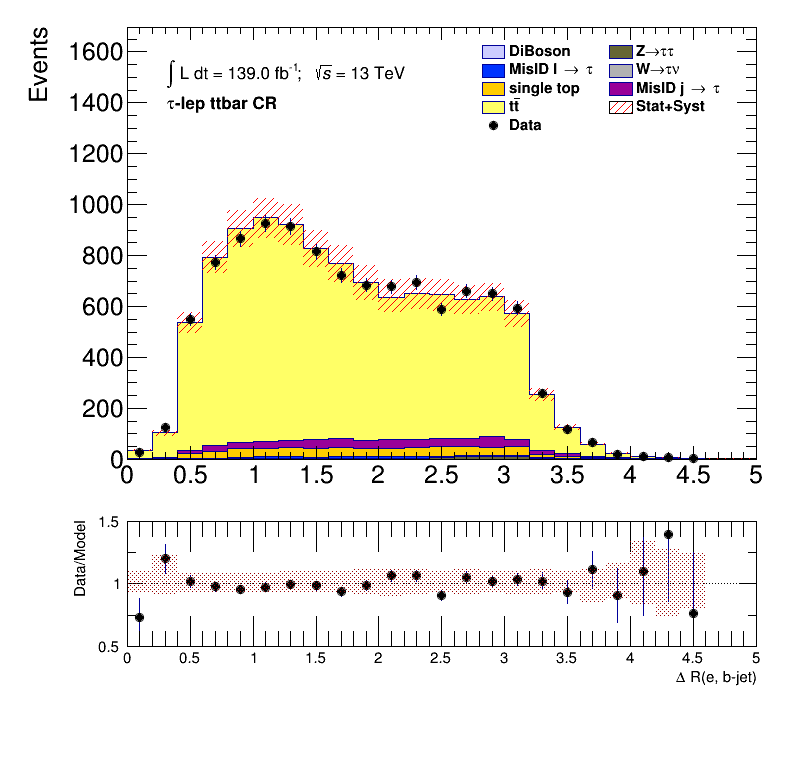 Events
1600
1400
1200
1000
800
600
400
200
0
∫ L dt = 139.0 fb⁻¹; √s = 13 TeV
τ-lep ttbar CR
DiBoson
MisID l → τ
single top
tt̄
Data
Z→ττ
W→τν
MisID j → τ
Stat+Syst
0 0.5 1 1.5 2 2.5 3 3.5 4 4.5 5
Data/Model
1.5
1
0.5
0 0.5 1 1.5 2 2.5 3 3.5 4 4.5 5
Δ R(e, b-jet)